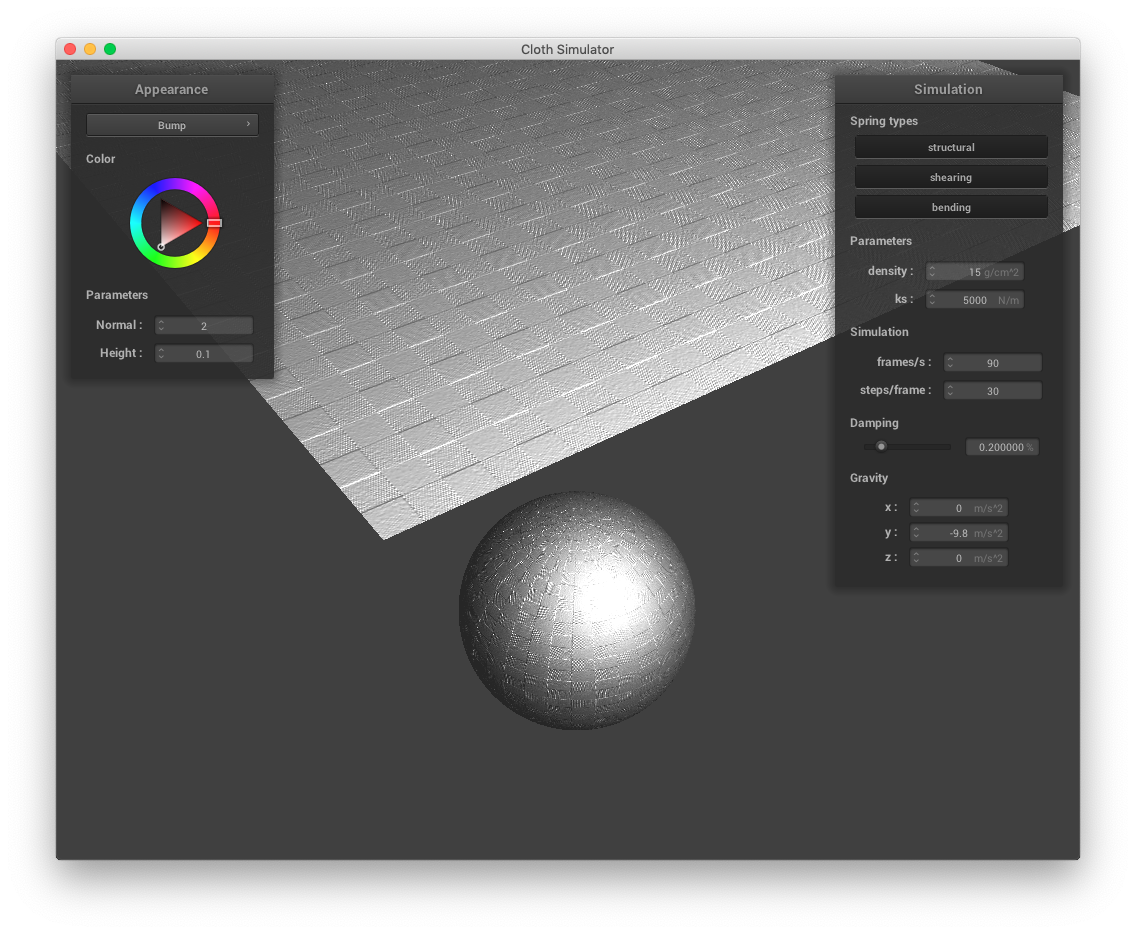 Cloth Simulator
Appearance
Bump
Color
Parameters
Normal : 2
Height : 0.1
Simulation
Spring types
structural
shearing
bending
Parameters
density : 15 g/cm^2
ks : 5000 N/m
Simulation
frames/s : 90
steps/frame : 30
Damping
0.200000 %
Gravity
x : 0 m/s^2
y : -9.8 m/s^2
z : 0 m/s^2